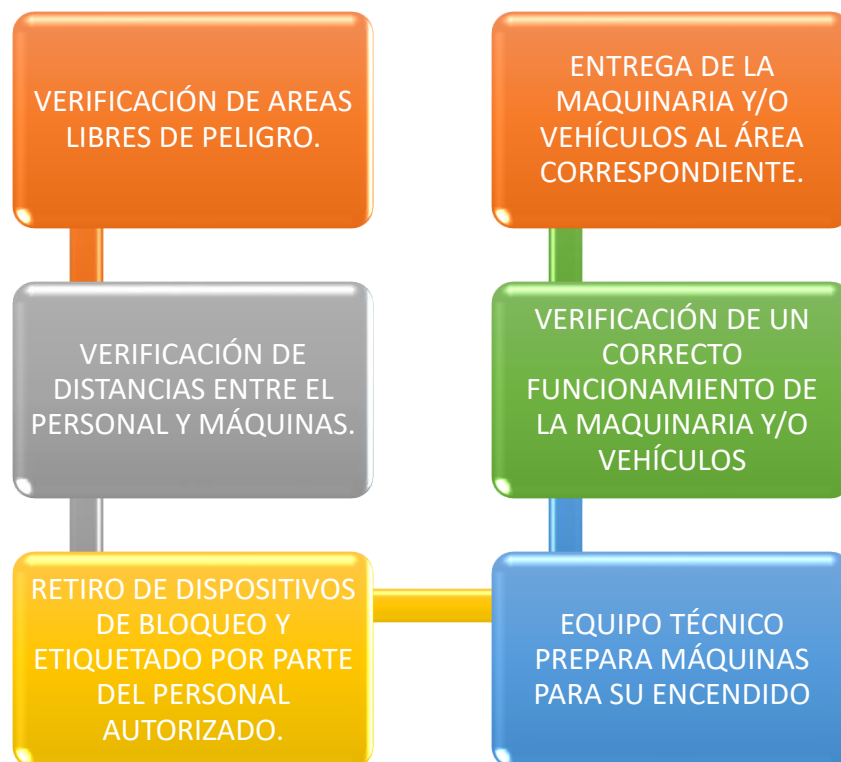 VERIFICACIÓN DE AREAS
LIBRES DE PELIGRO.
VERIFICACIÓN DE
DISTANCIAS ENTRE EL
PERSONAL Y MÁQUINAS.
RETIRO DE DISPOSITIVOS
DE BLOQUEO Y
ETIQUETADO POR PARTE
DEL PERSONAL
AUTORIZADO.
EQUIPO TÉCNICO
PREPARA MÁQUINAS
PARA SU ENCENDIDO
VERIFICACIÓN DE UN
CORRECTO
FUNCIONAMIENTO DE
LA MAQUINARIA Y/O
VEHÍCULOS
ENTREGA DE LA
MAQUINARIA Y/O
VEHÍCULOS AL ÁREA
CORRESPONDIENTE.